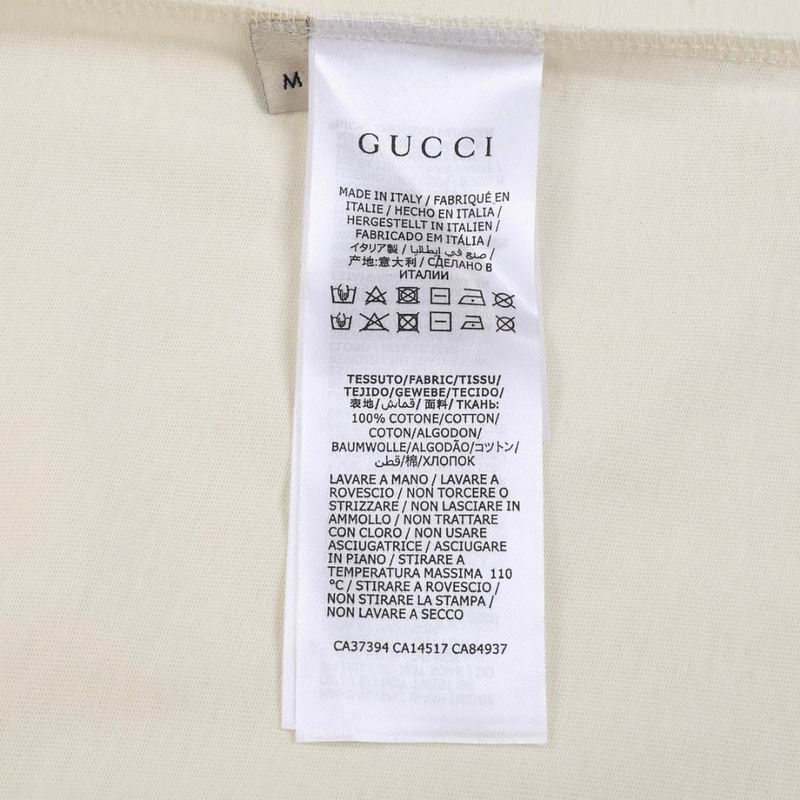 M
GUCCI
MADE IN ITALY / FABRIQUÉ EN
ITALIE / HECHO EN ITALIA /
HERGESTELLT IN ITALIEN /
FABRICADO EM ITÁLIA /
イタリア製 / صنع في إيطاليا /
产地:意大利 / СДЕЛАНО В
ИТАЛИИ
TESSUTO/FABRIC/TISSU/
TEJIDO/GEWEBE/TECIDO/
表地/قماش/ 面料/ ТКАНЬ:
100% COTONE/COTTON/
COTON/ALGODON/
BAUMWOLLE/ALGODÃO/コットン/
قطن/棉/ХЛОПОК
LAVARE A MANO / LAVARE A
ROVESCIO / NON TORCERE O
STRIZZARE / NON LASCIARE IN
AMMOLLO / NON TRATTARE
CON CLORO / NON USARE
ASCIUGATRICE / ASCIUGARE
IN PIANO / STIRARE A
TEMPERATURA MASSIMA 110
°C / STIRARE A ROVESCIO /
NON STIRARE LA STAMPA /
NON LAVARE A SECCO
CA37394 CA14517 CA84937